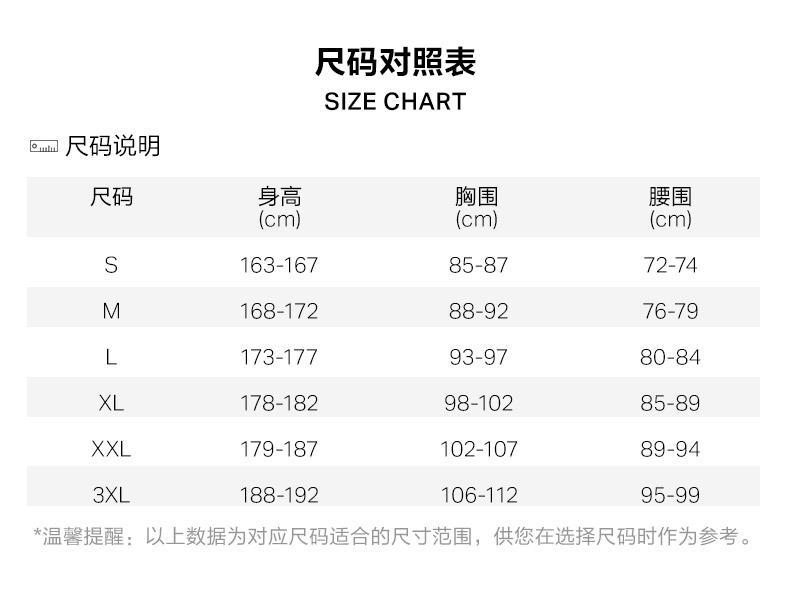 尺码对照表
SIZE CHART
尺码说明
尺码 身高 胸围 腰围
(cm) (cm) (cm)
S 163-167 85-87 72-74
M 168-172 88-92 76-79
L 173-177 93-97 80-84
XL 178-182 98-102 85-89
XXL 179-187 102-107 89-94
3XL 188-192 106-112 95-99
*温馨提醒：以上数据为对应尺码适合的尺寸范围，供您在选择尺码时作为参考。